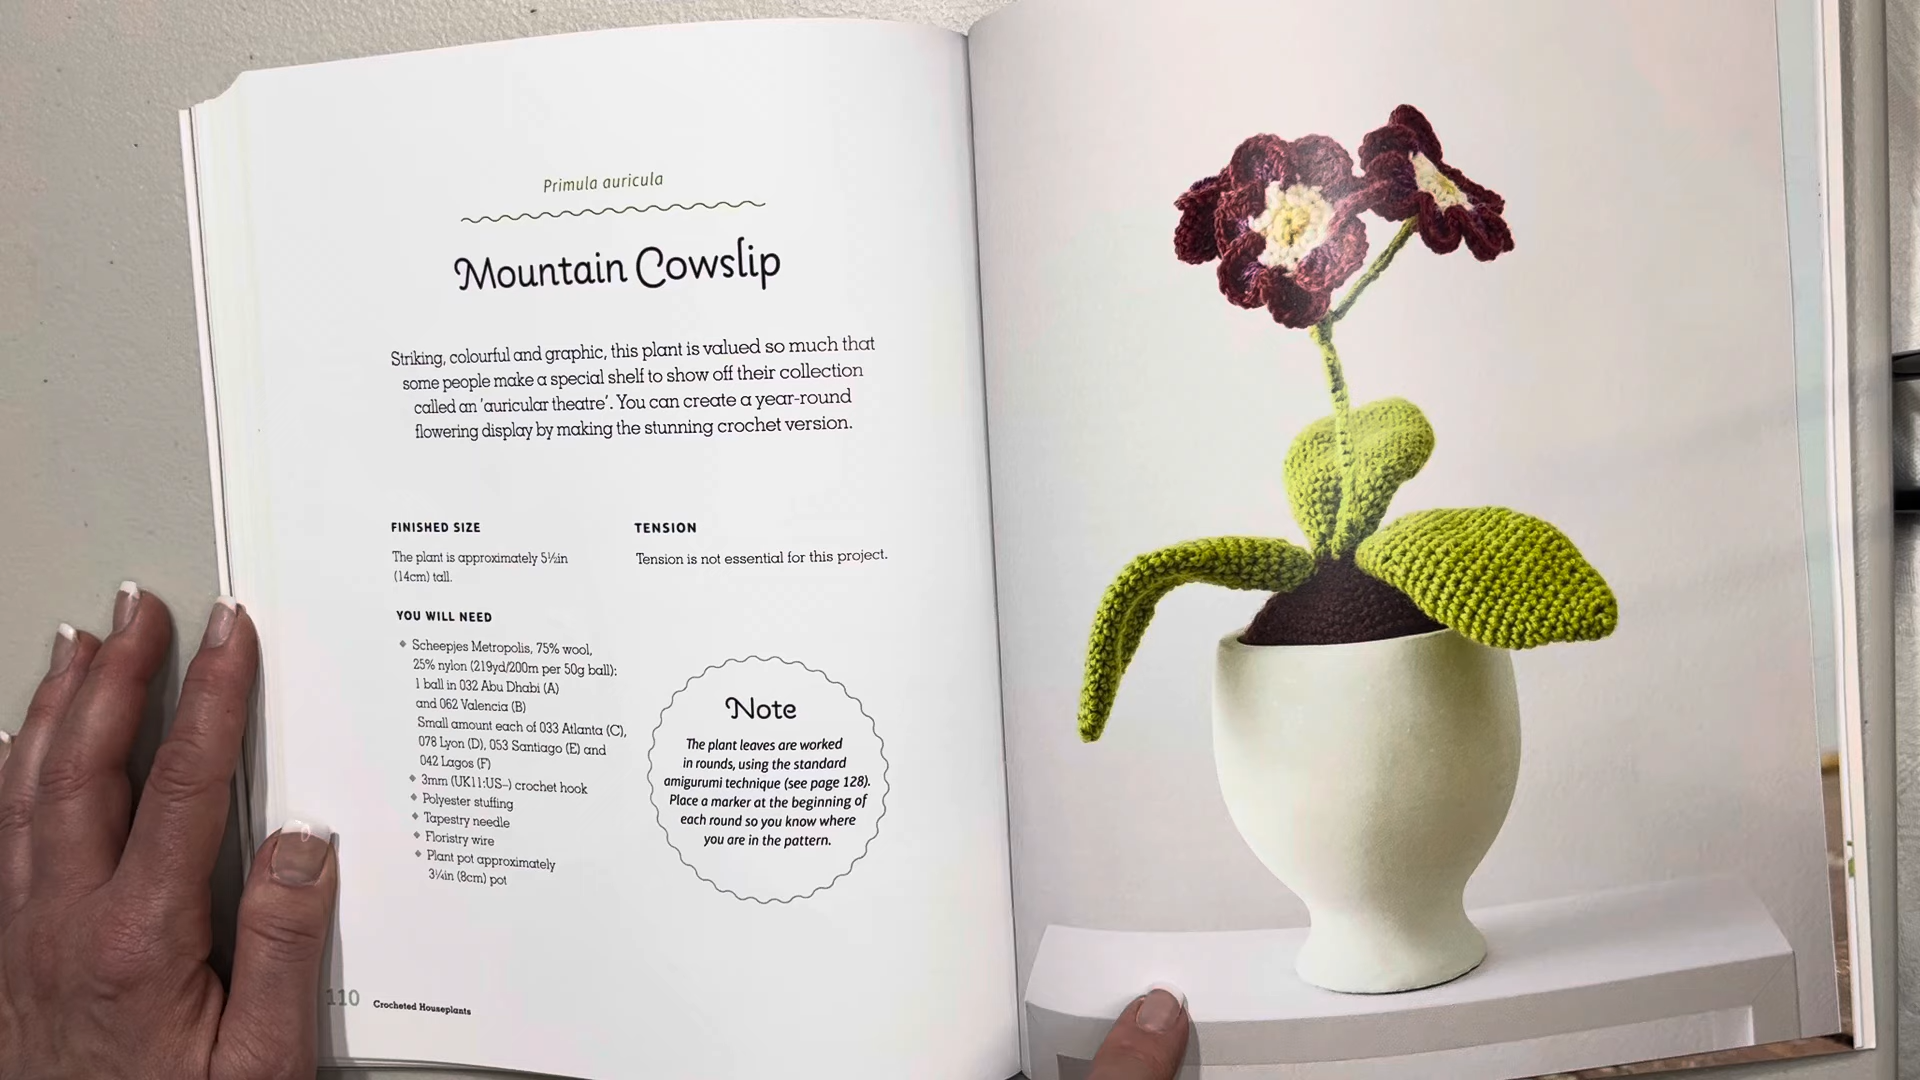 Primula auricula
Mountain Cowslip
Striking, colourful and graphic, this plant is valued so much that
some people make a special shelf to show off their collection
called an 'auricular theatre'. You can create a year-round
flowering display by making the stunning crochet version.
FINISHED SIZE
The plant is approximately 5½in
(14cm) tall.
YOU WILL NEED
Scheepjes Metropolis, 75% wool,
25% nylon (219yd/200m per 50g ball):
1 ball in 032 Abu Dhabi (A)
and 062 Valencia (B)
Small amount each of 033 Atlanta (C),
078 Lyon (D), 053 Santiago (E) and
042 Lagos (F)
3mm (UK11:US–) crochet hook
Polyester stuffing
Tapestry needle
Floristry wire
Plant pot approximately
3¼in (8cm) pot
TENSION
Tension is not essential for this project.
Note
The plant leaves are worked
in rounds, using the standard
amigurumi technique (see page 128).
Place a marker at the beginning of
each round so you know where
you are in the pattern.
110 Crocheted Houseplants